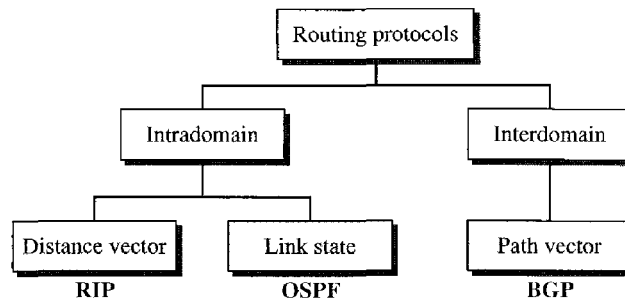 Routing protocols
Intradomain
Interdomain
Distance vector
Link state
Path vector
RIP
OSPF
BGP